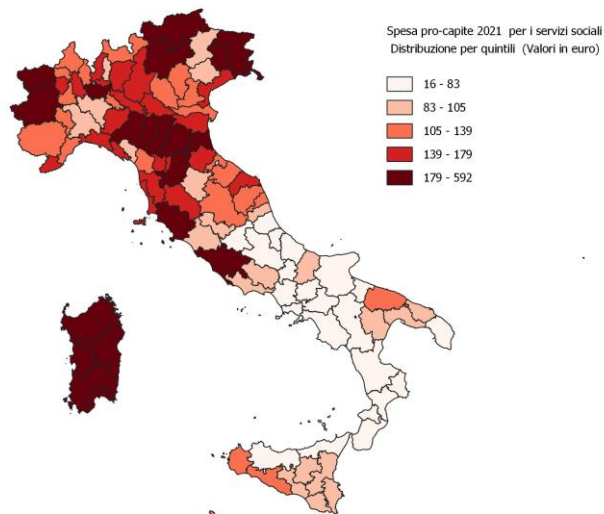 Spesa pro-capite 2021 per i servizi sociali
Distribuzione per quintili (Valori in euro)
16 - 83
83 - 105
105 - 139
139 - 179
179 - 592